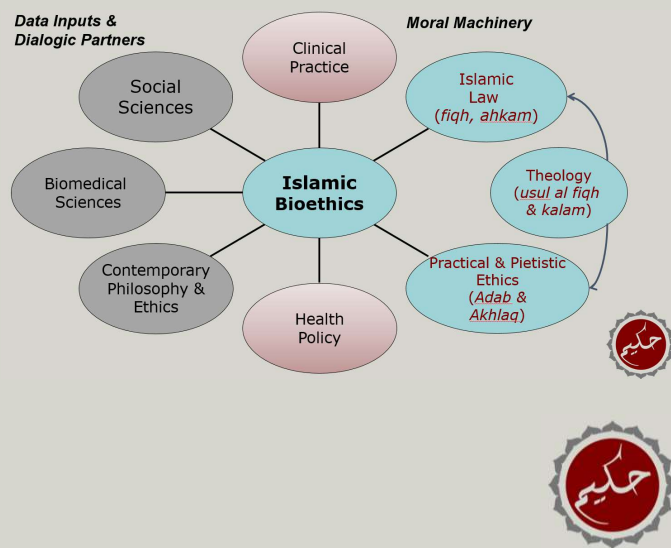 Data Inputs &
Dialogic Partners
Moral Machinery
Clinical
Practice
Social
Sciences
Islamic
Law
(fiqh, ahkam)
Biomedical
Sciences
Islamic
Bioethics
Theology
(usul al fiqh
& kalam)
Contemporary
Philosophy &
Ethics
Practical & Pietistic
Ethics
(Adab &
Akhlaq)
Health
Policy
حكيم
حكيم